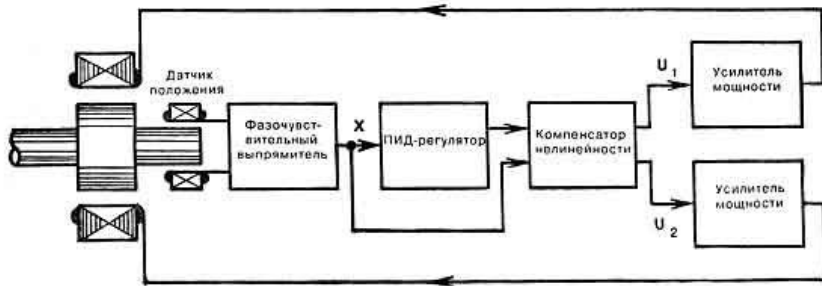 Датчик
положения
Фазочувст-
вительный
выпрямитель
X
ПИД-регулятор
Компенсатор
нелинейности
U1
Усилитель
мощности
U2
Усилитель
мощности